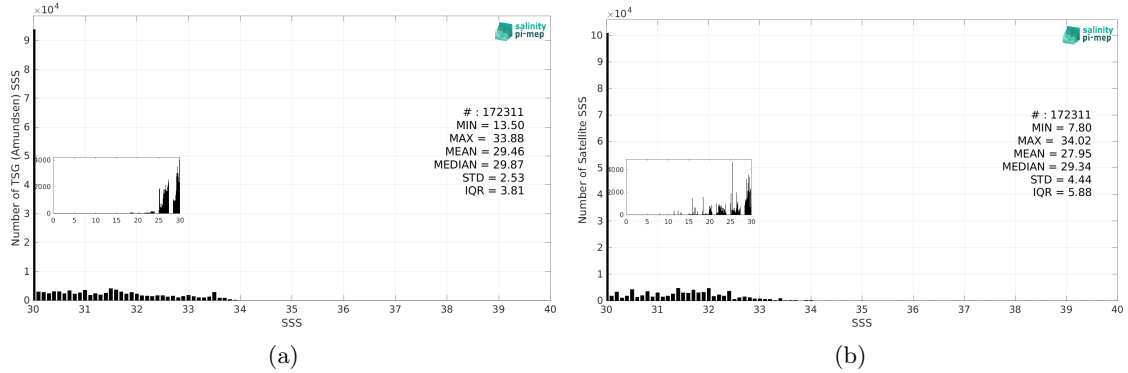 ×10⁴
9
8
7
6
5
4
3
2
1
0
Number of TSG (Amundsen) SSS
salinity
pi-mep
# : 172311
MIN = 13.50
MAX = 33.88
MEAN = 29.46
MEDIAN = 29.87
STD = 2.53
IQR = 3.81
4000
2000
0
0 5 10 15 20 25 30
30 31 32 33 34 35 36 37 38 39 40
SSS
(a)
×10⁴
10
9
8
7
6
5
4
3
2
1
0
Number of Satellite SSS
salinity
pi-mep
# : 172311
MIN = 7.80
MAX = 34.02
MEAN = 27.95
MEDIAN = 29.34
STD = 4.44
IQR = 5.88
4000
2000
0
0 5 10 15 20 25 30
30 31 32 33 34 35 36 37 38 39 40
SSS
(b)